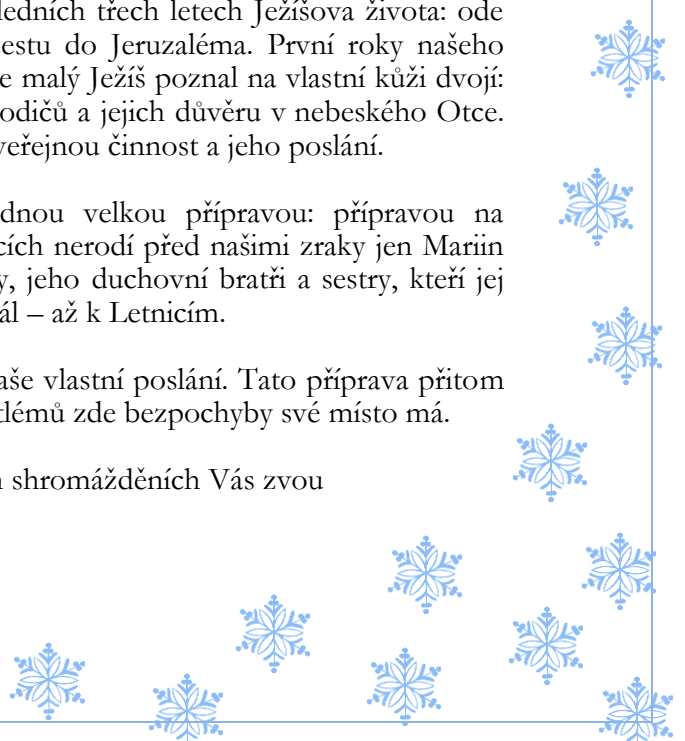 ledních třech letech Ježíšova života: ode
estu do Jeruzaléma. První roky našeho
e malý Ježíš poznal na vlastní kůži dvojí:
odičů a jejich důvěru v nebeského Otce.
veřejnou činnost a jeho poslání.
dnou velkou přípravou: přípravou na
cích nerodí před našimi zraky jen Mariin
y, jeho duchovní bratři a sestry, kteří jej
ál – až k Letnicím.
aše vlastní poslání. Tato příprava přitom
tlémů zde bezpochyby své místo má.
shromážděních Vás zvou